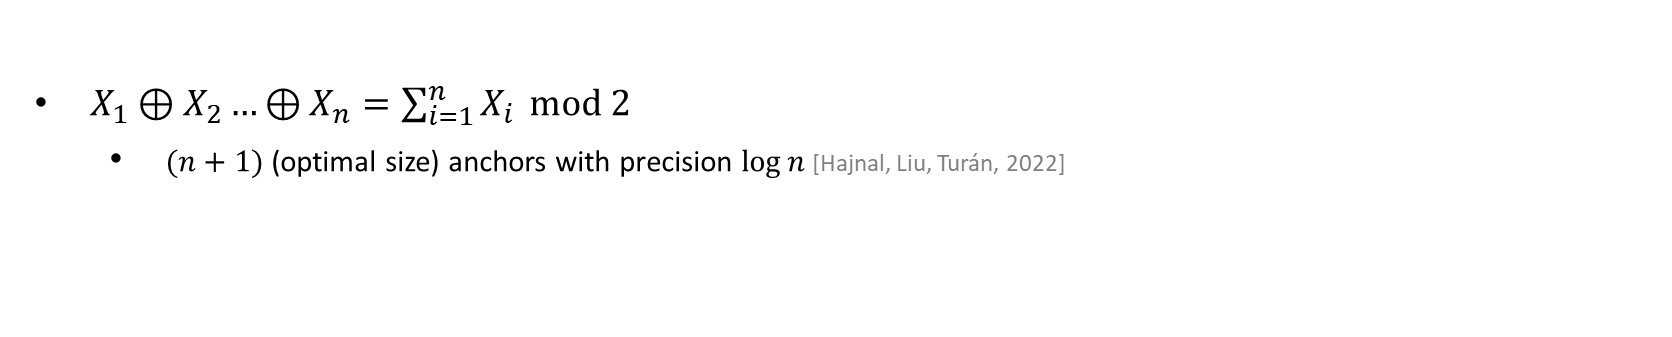 • X₁ ⊕ X₂ … ⊕ Xₙ = ∑ᵢ₌₁ⁿ Xᵢ mod 2
• (n + 1) (optimal size) anchors with precision log n [Hajnal, Liu, Turán, 2022]